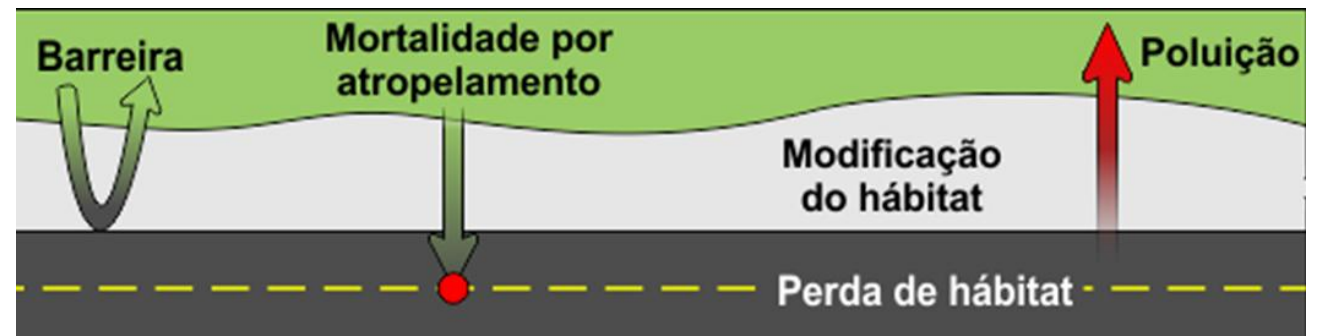 Barreira
Mortalidade por
atropelamento
Poluição
Modificação
do hábitat
Perda de hábitat